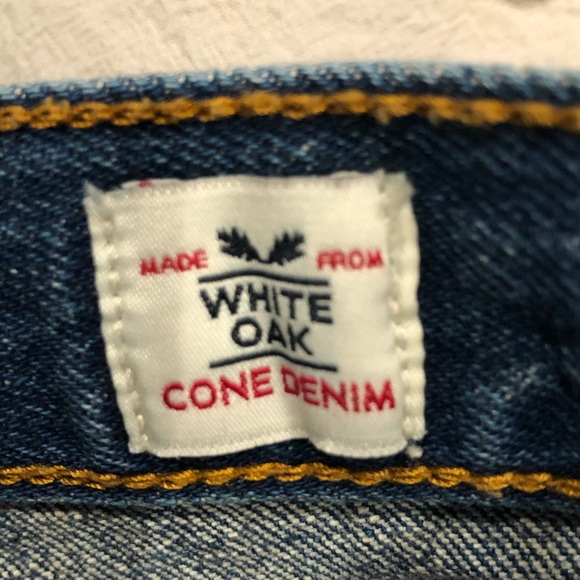 MADE FROM
WHITE
OAK
CONE DENIM